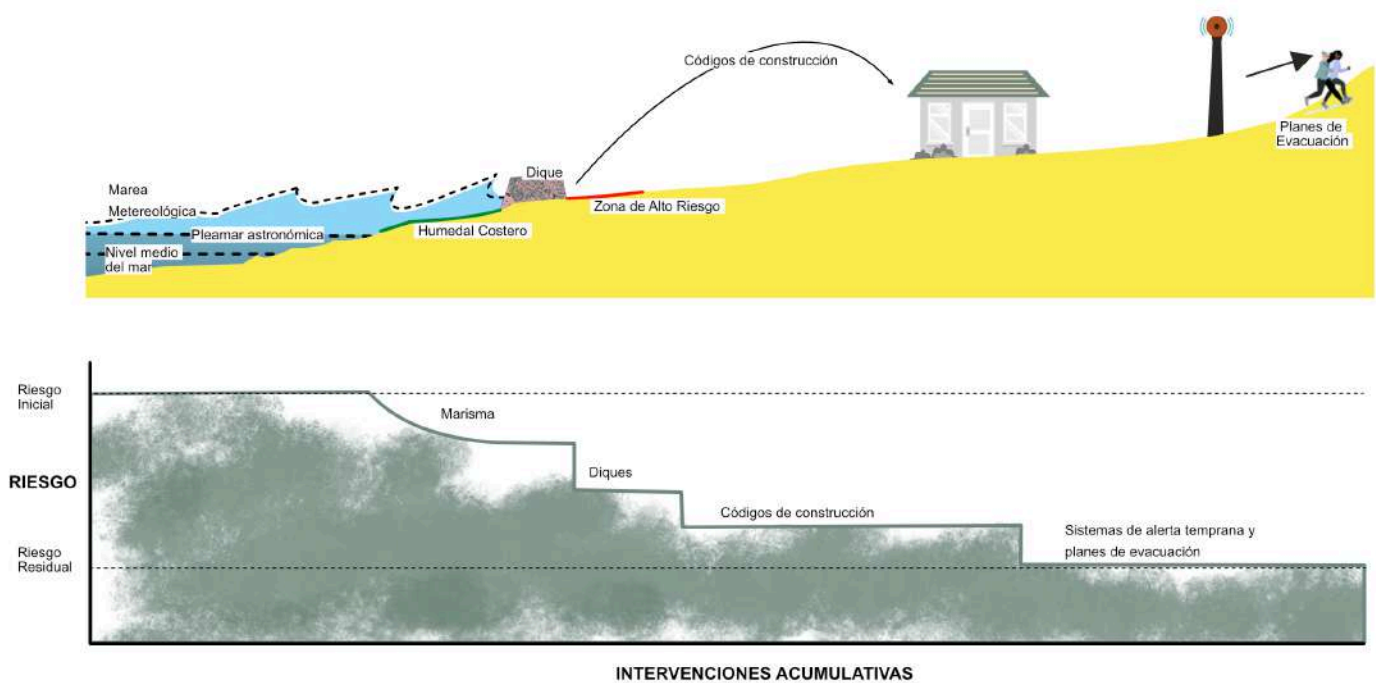 Códigos de construcción
Planes de
Evacuación
Dique
Marea
Metereológica
Zona de Alto Riesgo
Pleamar astronómica
Humedal Costero
Nivel medio
del mar
Riesgo
Inicial
Marisma
RIESGO
Diques
Códigos de construcción
Sistemas de alerta temprana y
planes de evacuación
Riesgo
Residual
INTERVENCIONES ACUMULATIVAS